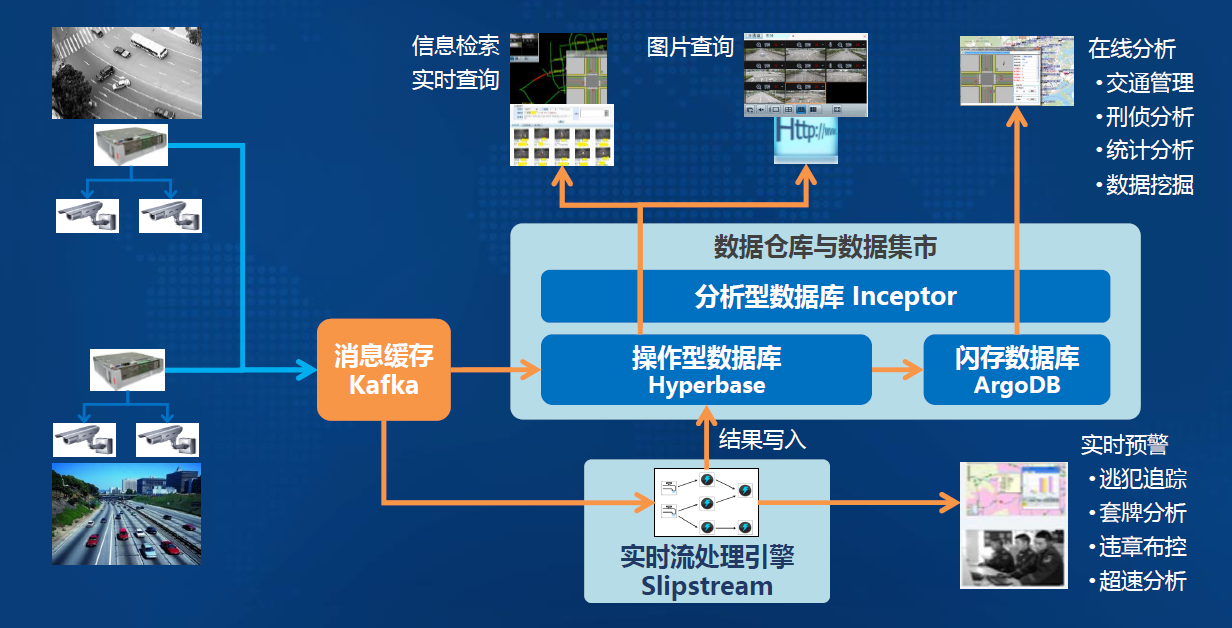 信息检索
实时查询
图片查询
Http://www
在线分析
•交通管理
•刑侦分析
•统计分析
•数据挖掘
数据仓库与数据集市
分析型数据库 Inceptor
消息缓存
Kafka
操作型数据库
Hyperbase
闪存数据库
ArgoDB
结果写入
实时流处理引擎
Slipstream
实时预警
•逃犯追踪
•套牌分析
•违章布控
•超速分析